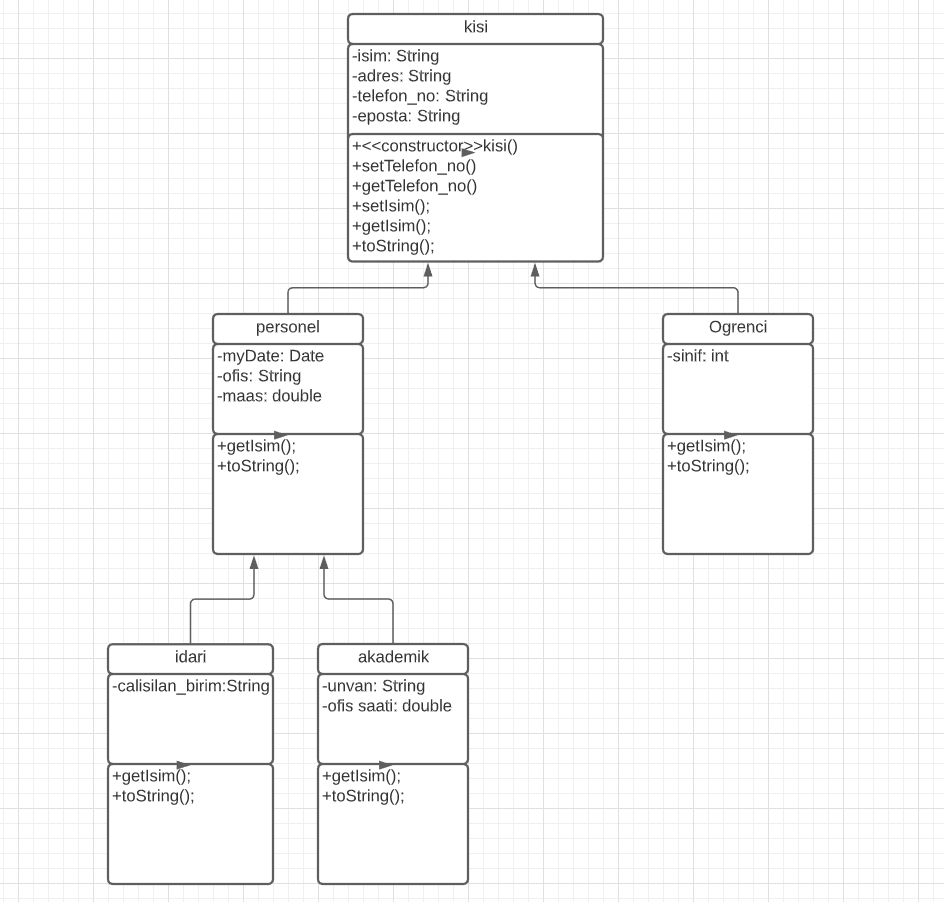 kisi
-isim: String
-adres: String
-telefon_no: String
-eposta: String
+<<constructor>>kisi()
+setTelefon_no()
+getTelefon_no()
+setIsim();
+getIsim();
+toString();
personel
-myDate: Date
-ofis: String
-maas: double
+getIsim();
+toString();
Ogrenci
-sinif: int
+getIsim();
+toString();
idari
-calisilan_birim:String
+getIsim();
+toString();
akademik
-unvan: String
-ofis saati: double
+getIsim();
+toString();